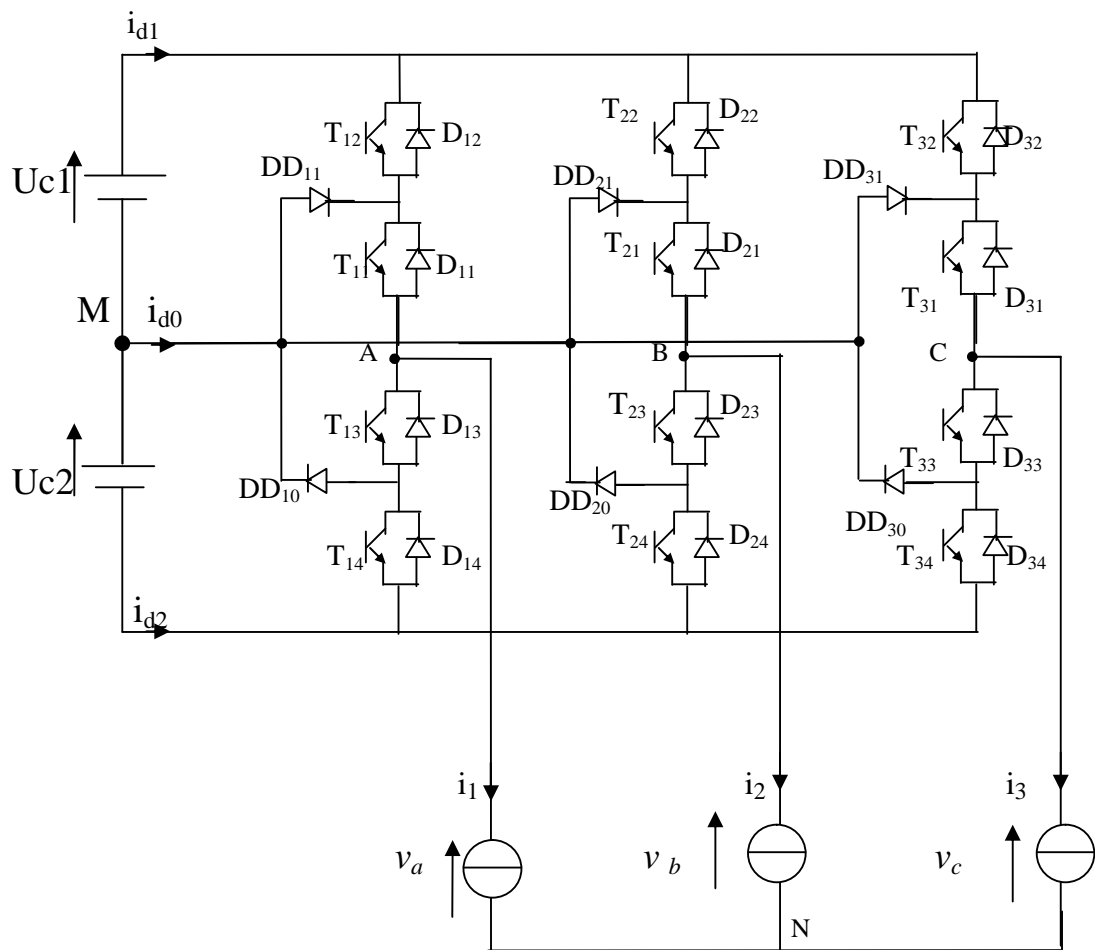 i_d1
T_12 D_12 T_22 D_22 T_32 D_32
Uc1 DD_11 DD_21 DD_31
T_11 D_11 T_21 D_21 T_31 D_31
M i_d0
A B C
T_13 D_13 T_23 D_23 T_33 D_33
Uc2 DD_10 DD_20 DD_30
T_14 D_14 T_24 D_24 T_34 D_34
i_d2
i_1 i_2 i_3
v_a v_b v_c
N